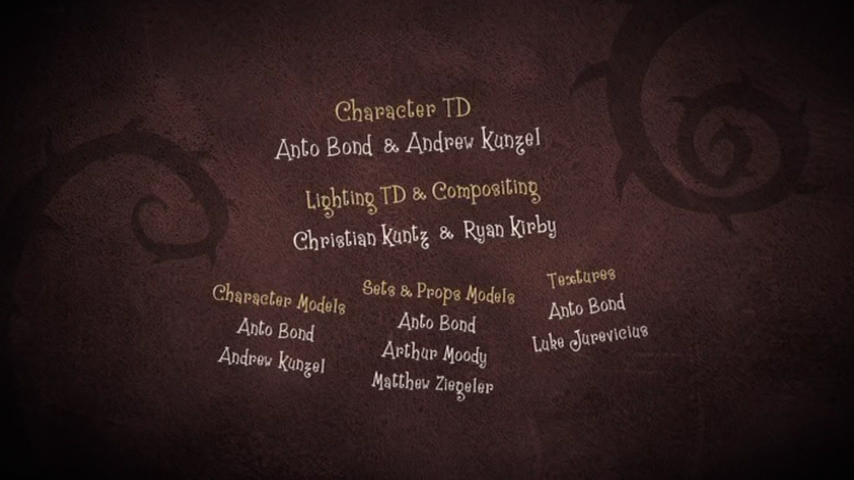 Character TD
Anto Bond & Andrew Kunzel
Lighting TD & Compositing
Christian Kuntz & Ryan Kirby
Character Models
Anto Bond
Andrew Kunzel
Sets & Props Models
Anto Bond
Arthur Moody
Matthew Ziegeler
Textures
Anto Bond
Luke Jurevicius